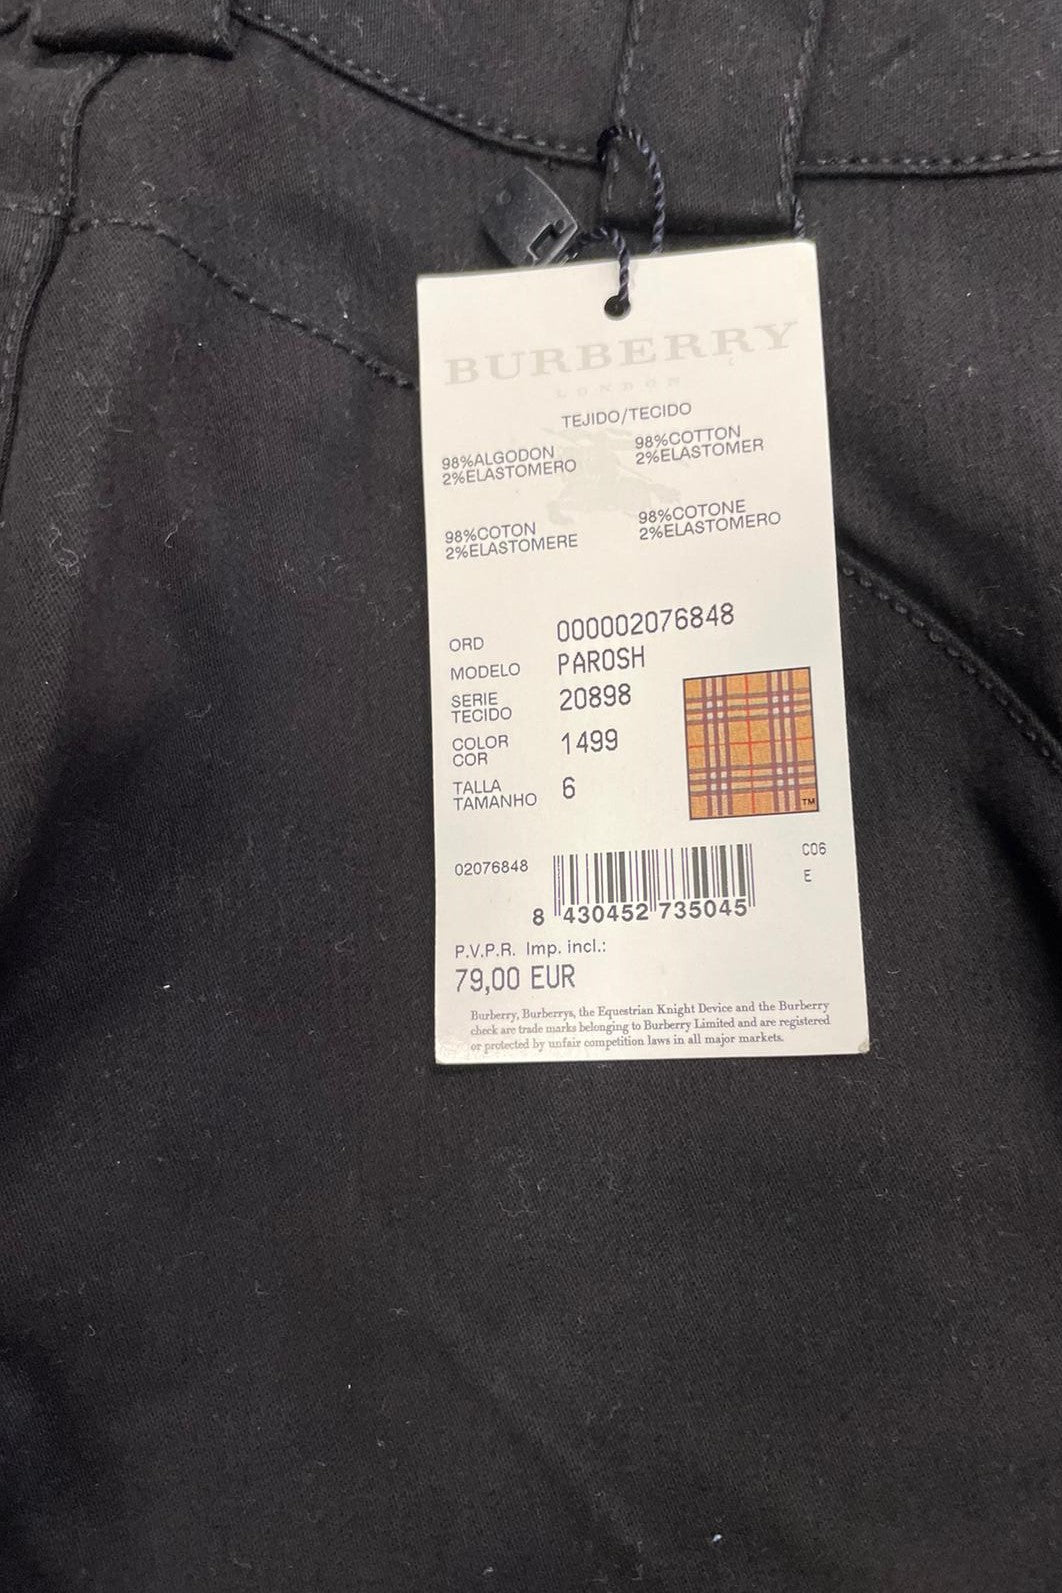 BURBERRY
LONDON
TEJIDO/TECIDO
98%ALGODON
2%ELASTOMERO
98%COTTON
2%ELASTOMER
98%COTON
2%ELASTOMERE
98%COTONE
2%ELASTOMERO
ORD 000002076848
MODELO PAROSH
SERIE
TECIDO 20898
COLOR
COR 1499
TALLA
TAMANHO 6
TM
02076848
C06
E
8 430452 735045
P.V.P.R. Imp. incl.:
79,00 EUR
Burberry, Burberrys, the Equestrian Knight Device and the Burberry
check are trade marks belonging to Burberry Limited and are registered
or protected by unfair competition laws in all major markets.